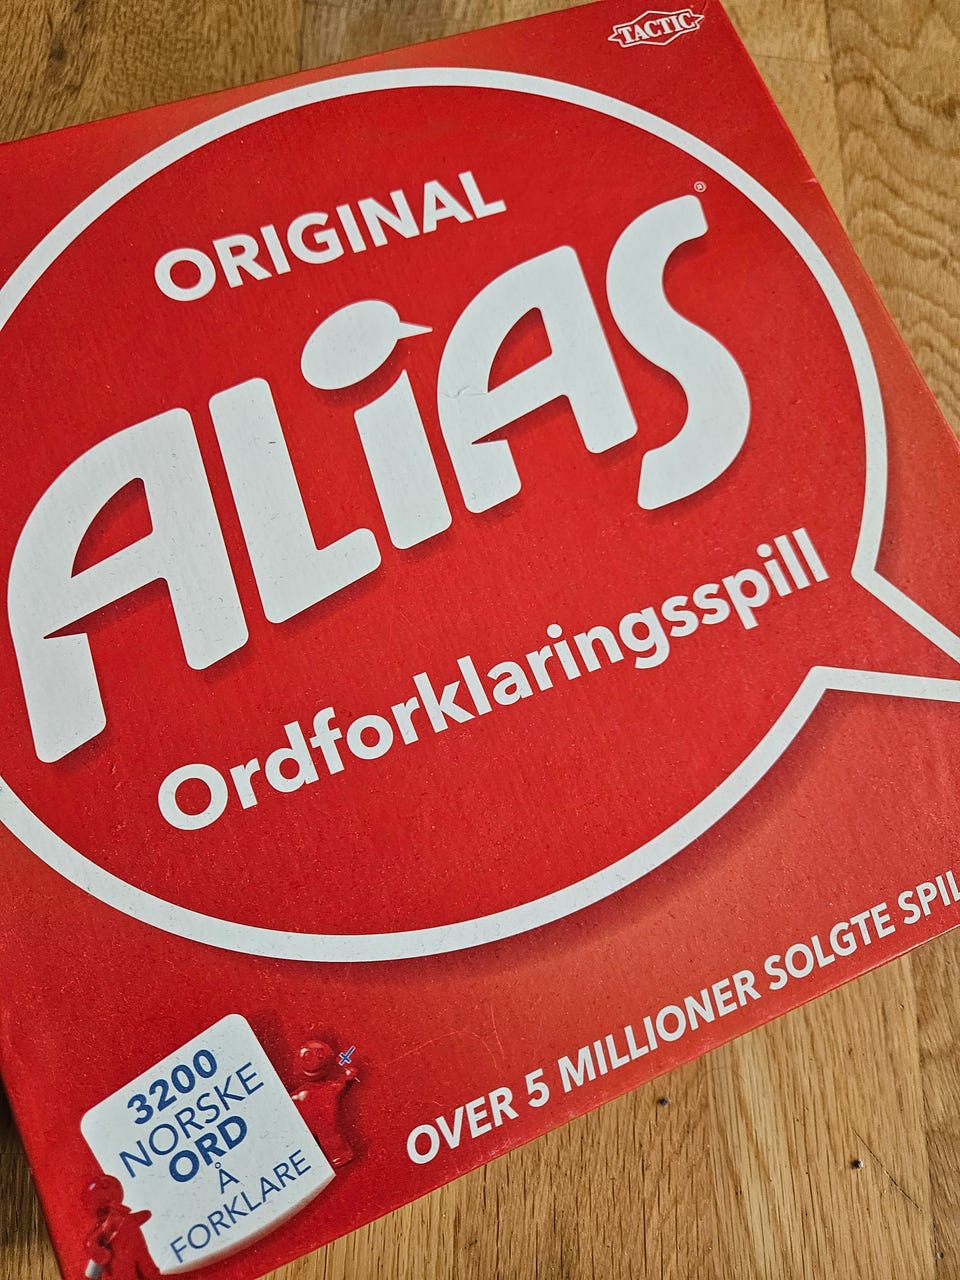 TACTIC
ORIGINAL
ALiAS®
Ordforklaringsspill
OVER 5 MILLIONER SOLGTE SPIL
3200
NORSKE
ORD
Å
FORKLARE